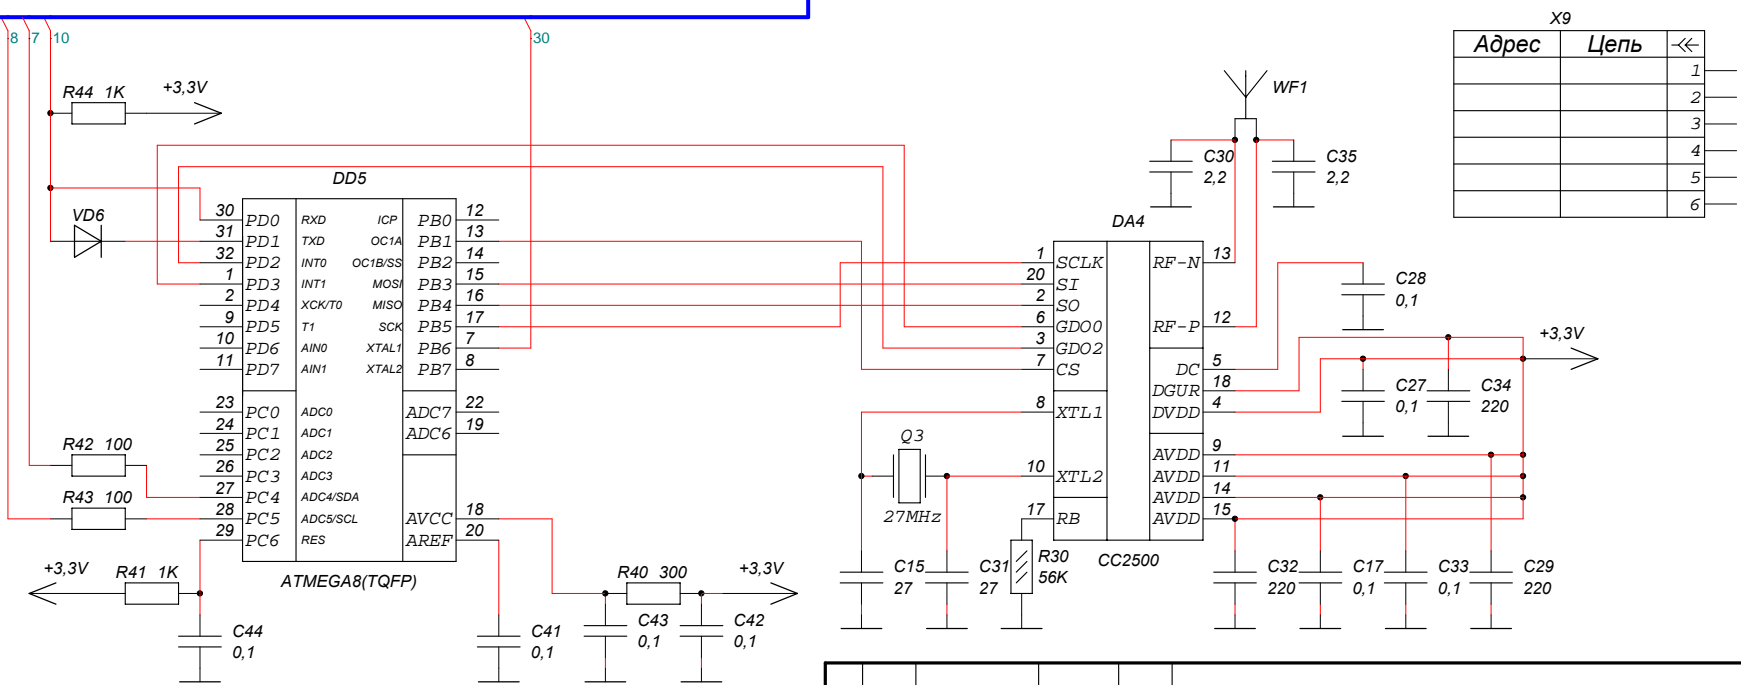 8 7 10 30
X9
Адрес Цепь
1
2
3
4
5
6
R44 1K +3,3V
WF1
C30 2,2
C35 2,2
VD6
DD5
30 PD0 RXD ICP PB0 12
31 PD1 TXD OC1A PB1 13
32 PD2 INT0 OC1B/SS PB2 14
1 PD3 INT1 MOSI PB3 15
2 PD4 XCK/T0 MISO PB4 16
9 PD5 T1 SCK PB5 17
10 PD6 AIN0 XTAL1 PB6 7
11 PD7 AIN1 XTAL2 PB7 8
23 PC0 ADC0 ADC7 22
24 PC1 ADC1 ADC6 19
25 PC2 ADC2
26 PC3 ADC3
27 PC4 ADC4/SDA
28 PC5 ADC5/SCL AVCC 18
29 PC6 RES AREF 20
ATMEGA8(TQFP)
R42 100
R43 100
+3,3V R41 1K
C44 0,1
C41 0,1
R40 300 +3,3V
C43 0,1
C42 0,1
DA4
1 SCLK RF-N 13
20 SI
2 SO
6 GDO0 RF-P 12
3 GDO2
7 CS DC 5
DGUR 18
8 XTL1 DVDD 4
AVDD 9
10 XTL2 AVDD 11
AVDD 14
17 RB AVDD 15
CC2500
Q3
27MHz
C15 27
C31 27
R30 56K
C28 0,1
+3,3V
C27 0,1
C34 220
C32 220
C17 0,1
C33 0,1
C29 220